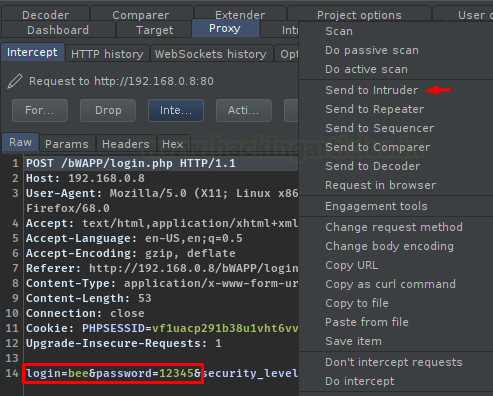 Decoder Comparer Extender Project options User o
Dashboard Target Proxy Intru
Intercept HTTP history WebSockets history Opt
Request to http://192.168.0.8:80
For... Drop Inte... Acti...
Raw Params Headers Hex
1 POST /bWAPP/login.php HTTP/1.1
2 Host: 192.168.0.8
3 User-Agent: Mozilla/5.0 (X11; Linux x86
Firefox/68.0
4 Accept: text/html,application/xhtml+xml
5 Accept-Language: en-US,en;q=0.5
6 Accept-Encoding: gzip, deflate
7 Referer: http://192.168.0.8/bWAPP/login
8 Content-Type: application/x-www-form-ur
9 Content-Length: 53
10 Connection: close
11 Cookie: PHPSESSID=vf1uacp291b38u1vht6vv
12 Upgrade-Insecure-Requests: 1
13
14 login=bee&password=12345&security_level
Scan
Do passive scan
Do active scan
Send to Intruder
Send to Repeater
Send to Sequencer
Send to Comparer
Send to Decoder
Request in browser
Engagement tools
Change request method
Change body encoding
Copy URL
Copy as curl command
Copy to file
Paste from file
Save item
Don't intercept requests
Do intercept